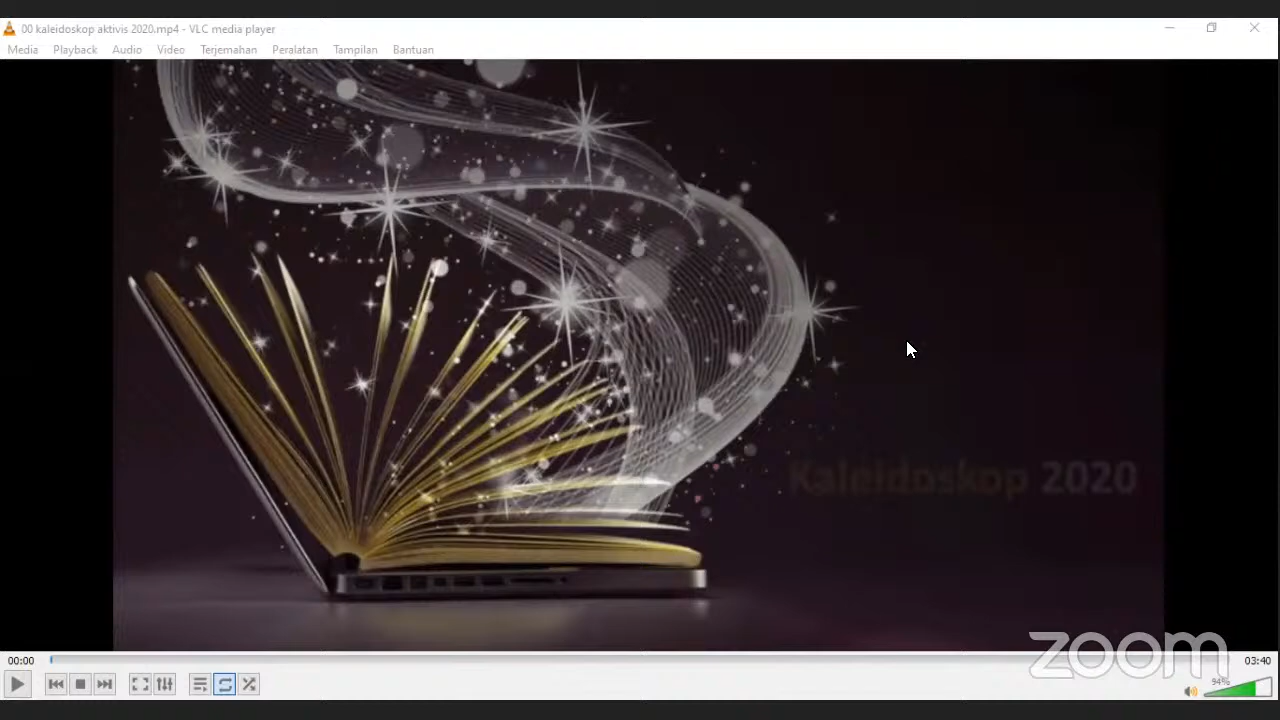 00 kaleidoskop aktivis 2020.mp4 - VLC media player
Media Playback Audio Video Terjemahan Peralatan Tampilan Bantuan
Kaleidoskop 2020
zoom
00:00 03:40
94%